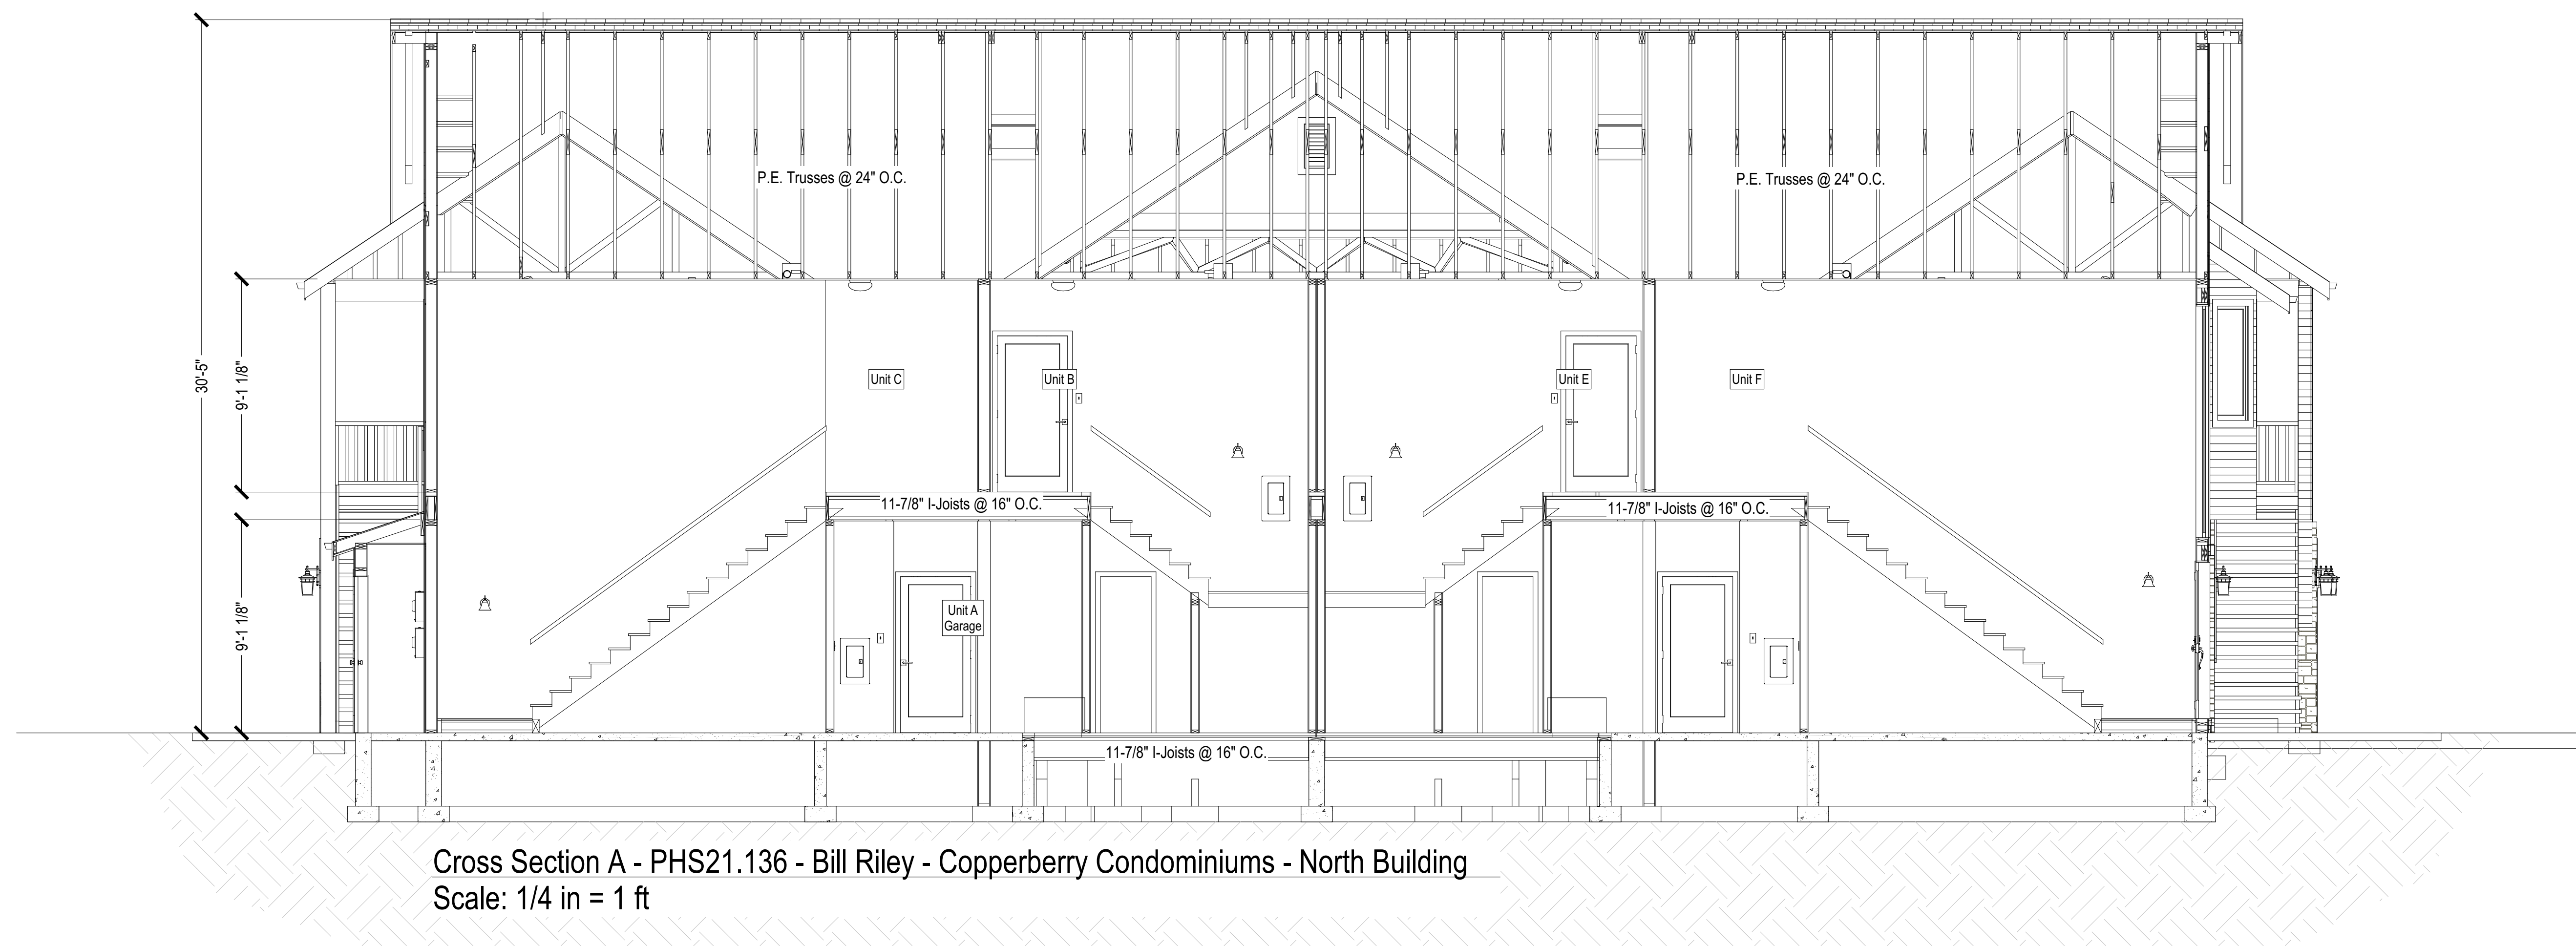 P.E. Trusses @ 24" O.C.
P.E. Trusses @ 24" O.C.
30'-5"
9'-1 1/8"
Unit C
Unit B
Unit E
Unit F
11-7/8" I-Joists @ 16" O.C.
11-7/8" I-Joists @ 16" O.C.
9'-1 1/8"
Unit A
Garage
11-7/8" I-Joists @ 16" O.C.
Cross Section A - PHS21.136 - Bill Riley - Copperberry Condominiums - North Building
Scale: 1/4 in = 1 ft